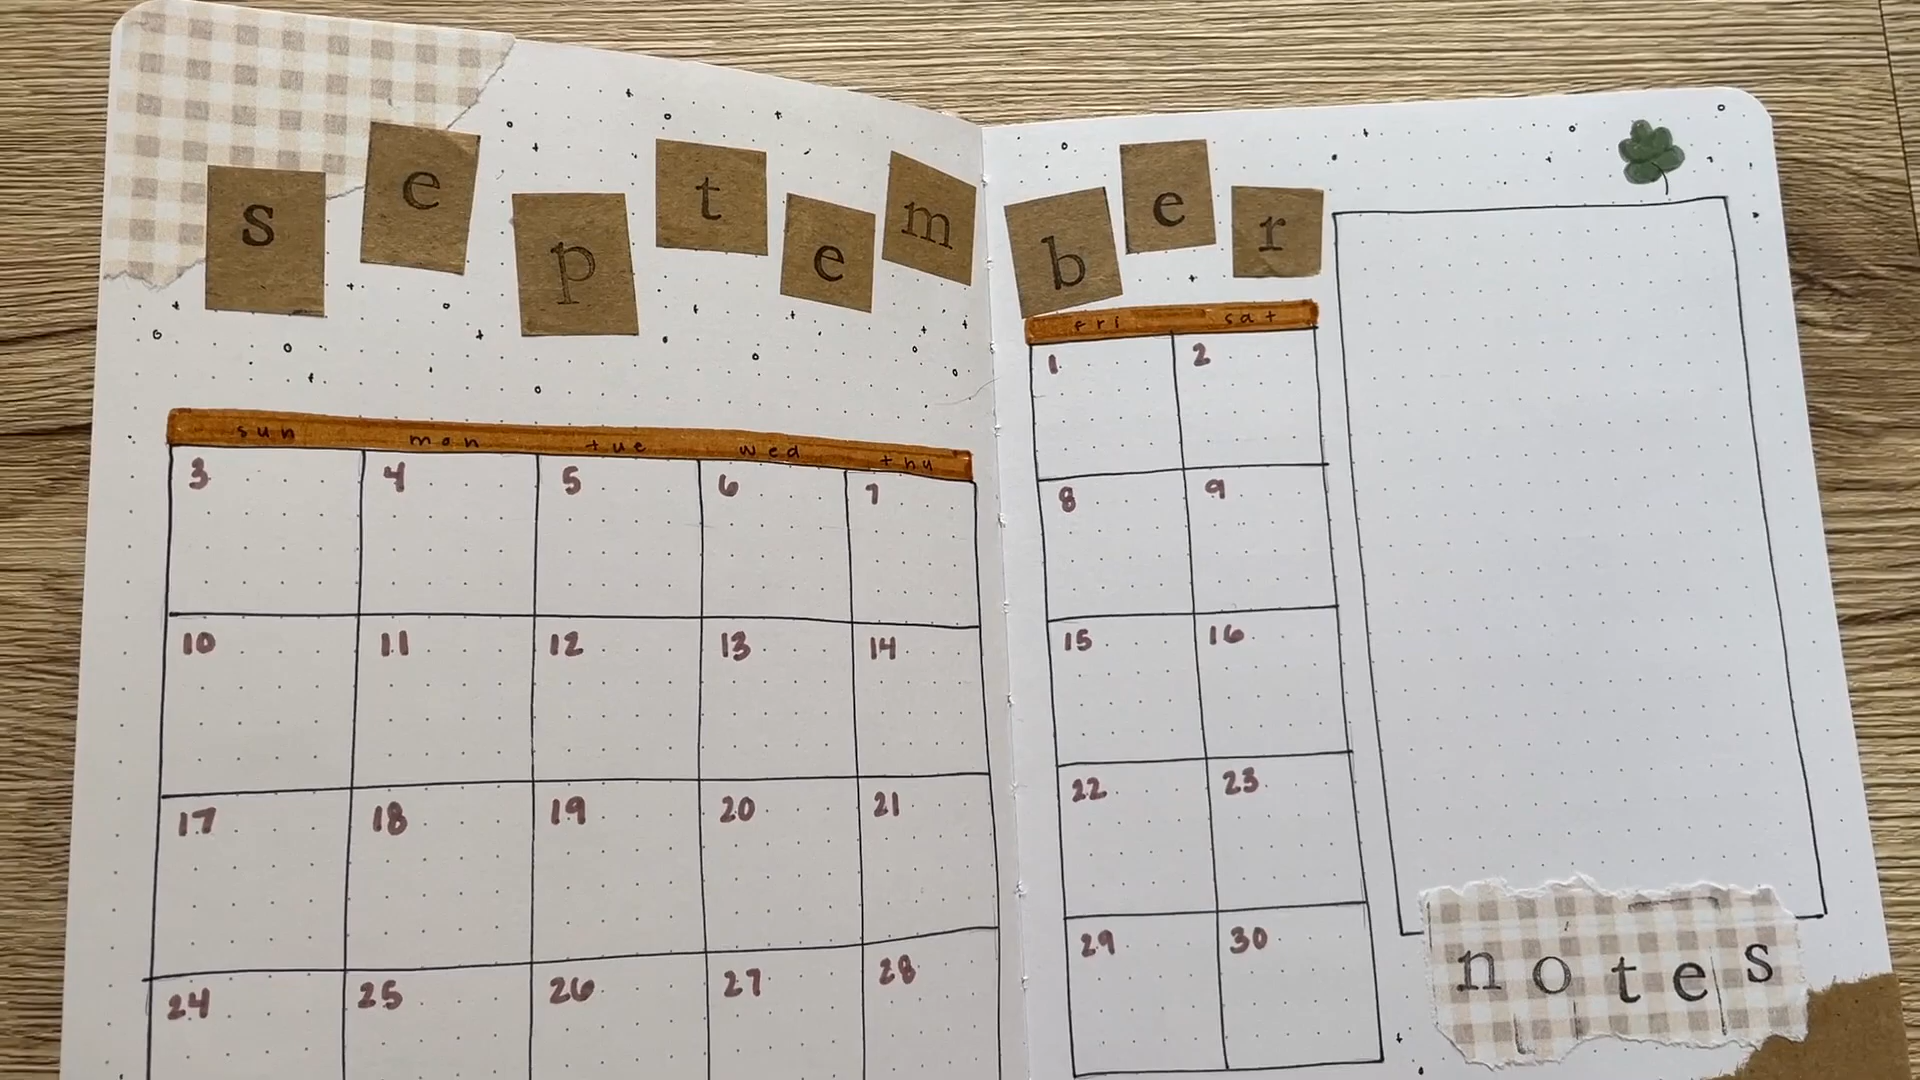 september
sun mon tue wed thu
3 4 5 6 7
10 11 12 13 14
17 18 19 20 21
24 25 26 27 28
fri sat
1 2
8 9
15 16
22 23
29 30
notes